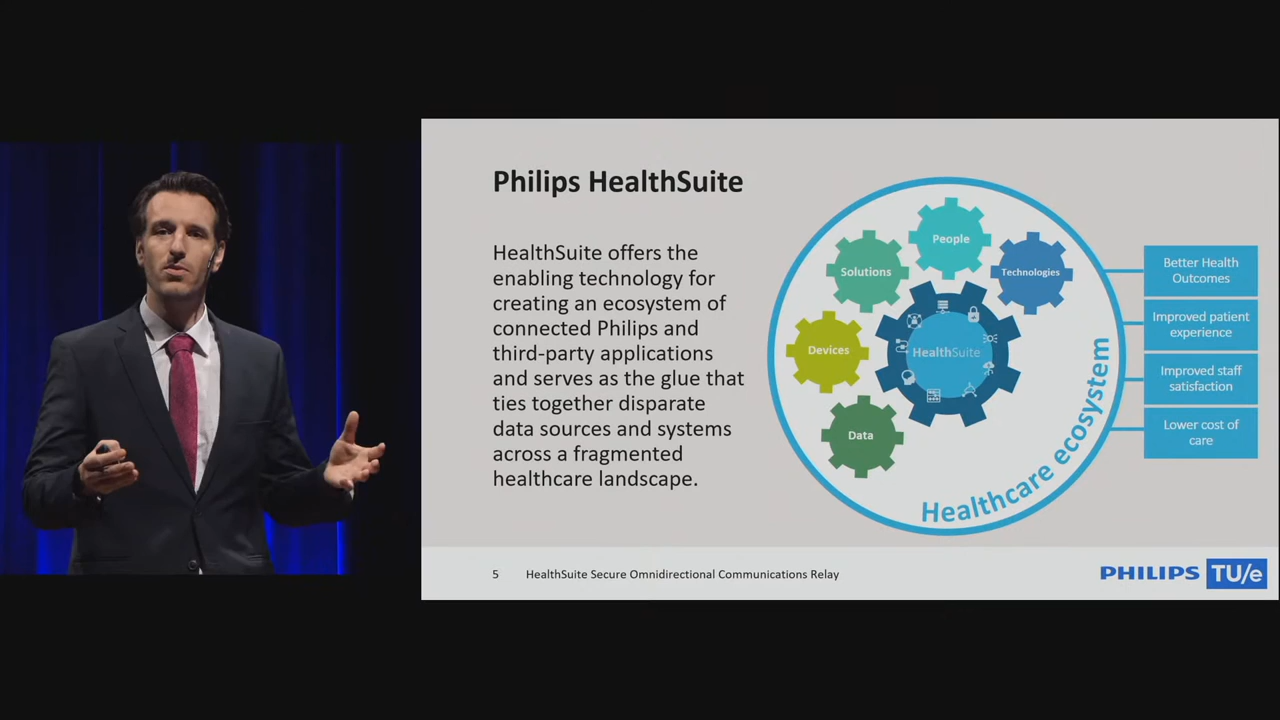 Philips HealthSuite
HealthSuite offers the
enabling technology for
creating an ecosystem of
connected Philips and
third-party applications
and serves as the glue that
ties together disparate
data sources and systems
across a fragmented
healthcare landscape.
People
Solutions
Technologies
Devices
HealthSuite
Data
Healthcare ecosystem
Better Health
Outcomes
Improved patient
experience
Improved staff
satisfaction
Lower cost of
care
5
HealthSuite Secure Omnidirectional Communications Relay
PHILIPS
TU/e